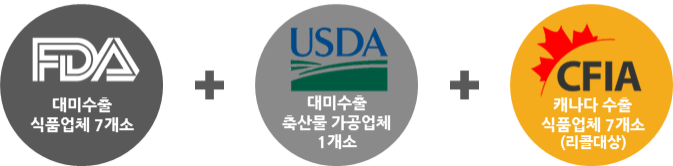 FDA
대미수출
식품업체 7개소
+
USDA
대미수출
축산물 가공업체
1개소
+
CFIA
캐나다 수출
식품업체 7개소
(리콜대상)